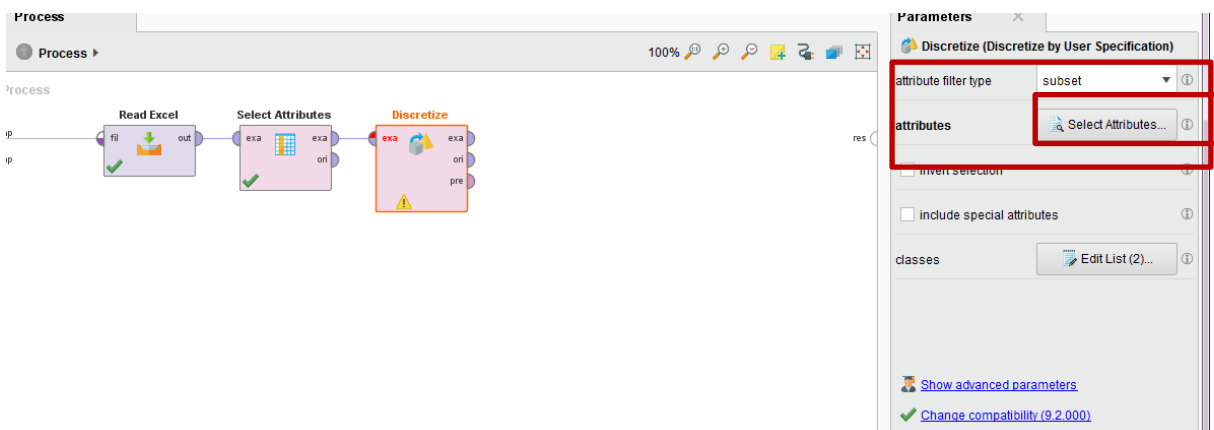 Process
Parameters
Process
100%
Discretize (Discretize by User Specification)
Process
attribute filter type
subset
attributes
Select Attributes...
invert selection
include special attributes
classes
Edit List (2)...
Show advanced parameters
Change compatibility (9.2.000)
Read Excel
fil
out
Select Attributes
exa
exa
ori
Discretize
exa
exa
ori
pre
res